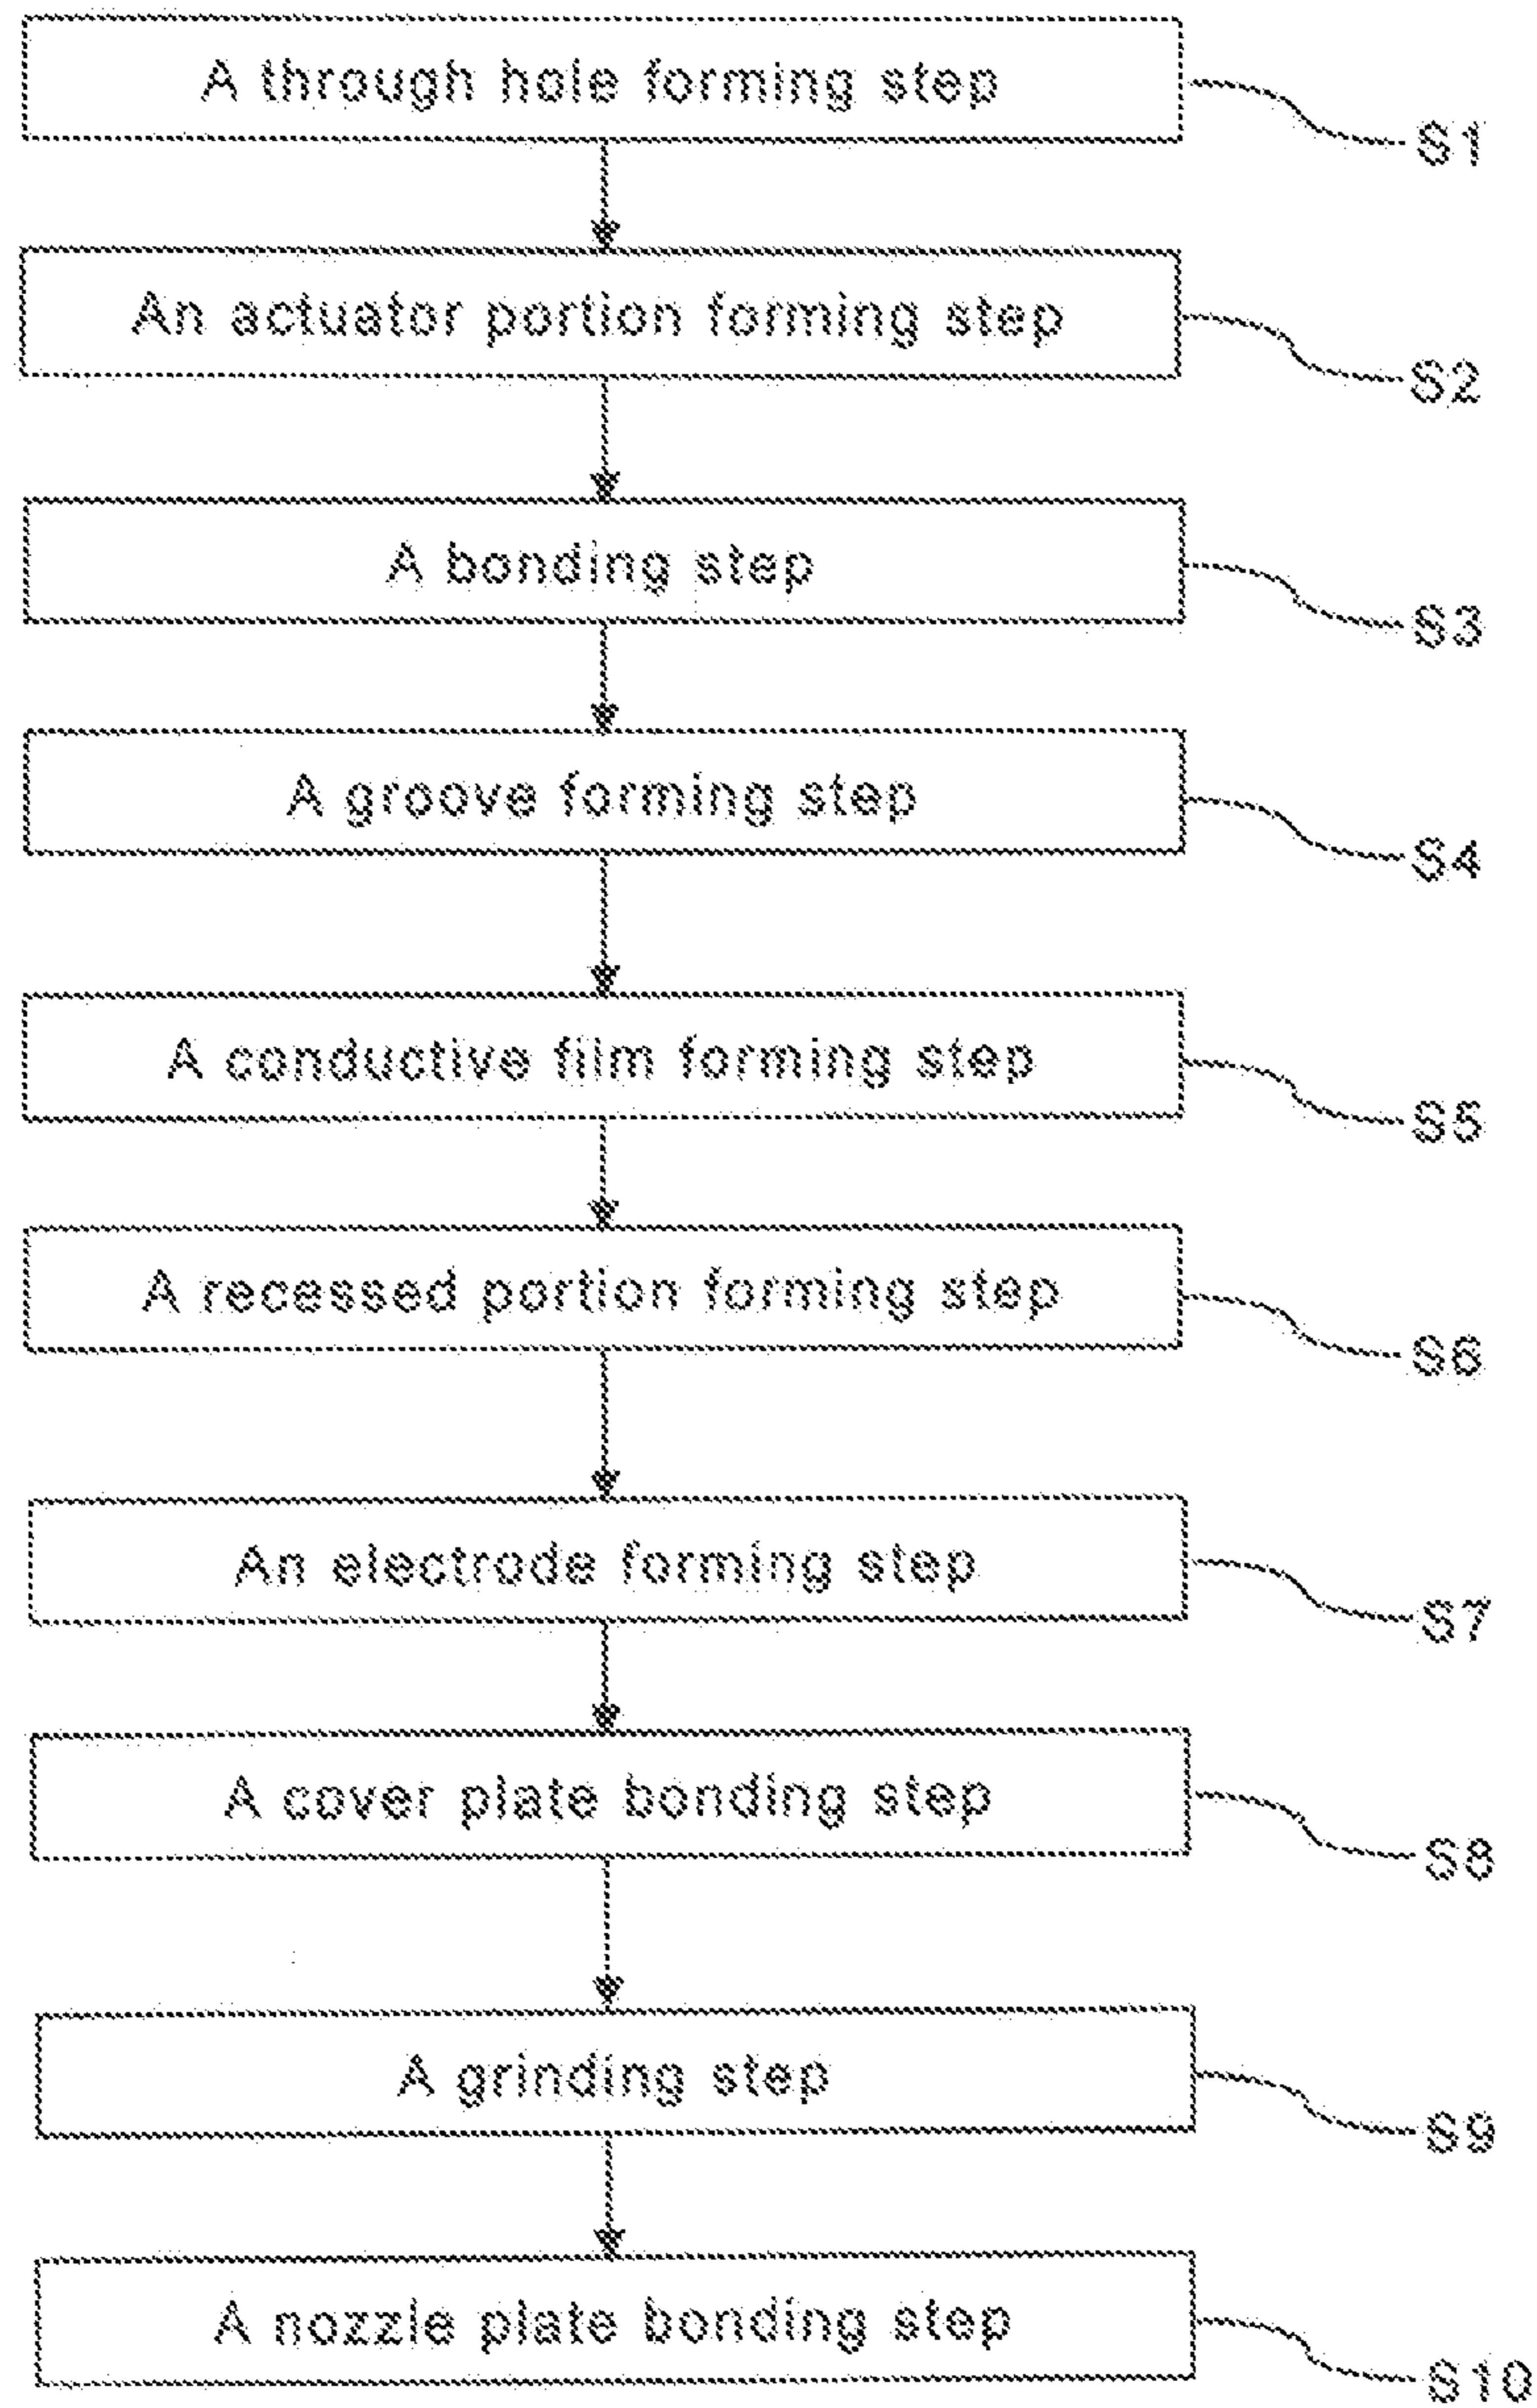 A through hole forming step
S1
An actuator portion forming step
S2
A bonding step
S3
A groove forming step
S4
A conductive film forming step
S5
A recessed portion forming step
S6
An electrode forming step
S7
A cover plate bonding step
S8
A grinding step
S9
A nozzle plate bonding step
S10